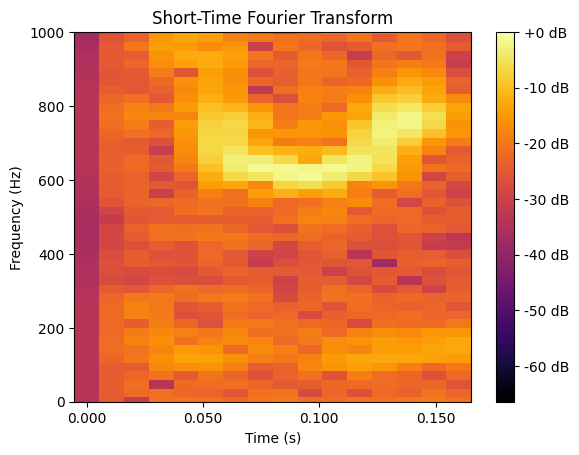 Short-Time Fourier Transform
1000
800
600
400
200
0
Frequency (Hz)
0.000
0.050
0.100
0.150
Time (s)
+0 dB
-10 dB
-20 dB
-30 dB
-40 dB
-50 dB
-60 dB